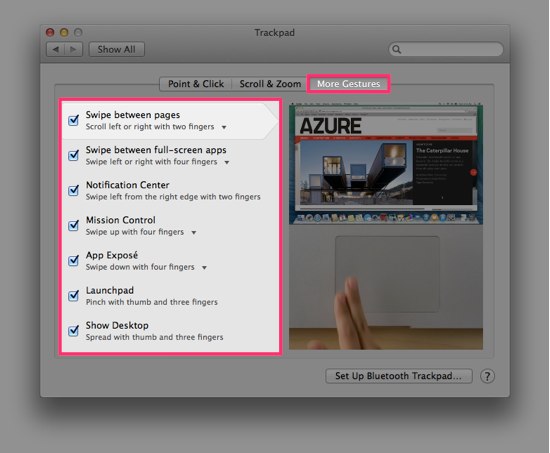 Trackpad
Show All
Point & Click Scroll & Zoom More Gestures
Swipe between pages
Scroll left or right with two fingers
Swipe between full-screen apps
Swipe left or right with four fingers
Notification Center
Swipe left from the right edge with two fingers
Mission Control
Swipe up with four fingers
App Exposé
Swipe down with four fingers
Launchpad
Pinch with thumb and three fingers
Show Desktop
Spread with thumb and three fingers
AZURE
The Caterpillar House
Set Up Bluetooth Trackpad...
?